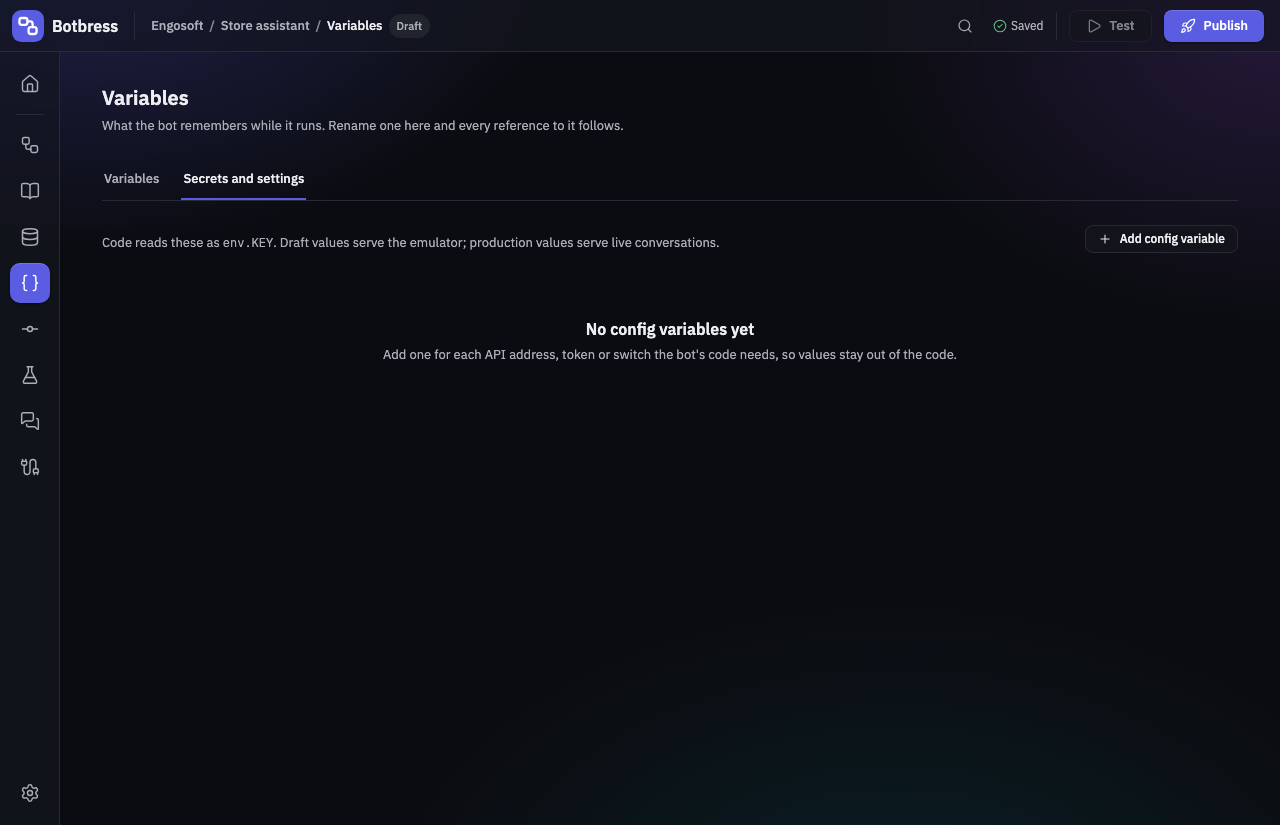 Botbress
Engosoft / Store assistant / Variables Draft
Saved
Test
Publish
Variables
What the bot remembers while it runs. Rename one here and every reference to it follows.
Variables
Secrets and settings
Code reads these as env.KEY. Draft values serve the emulator; production values serve live conversations.
Add config variable
No config variables yet
Add one for each API address, token or switch the bot's code needs, so values stay out of the code.